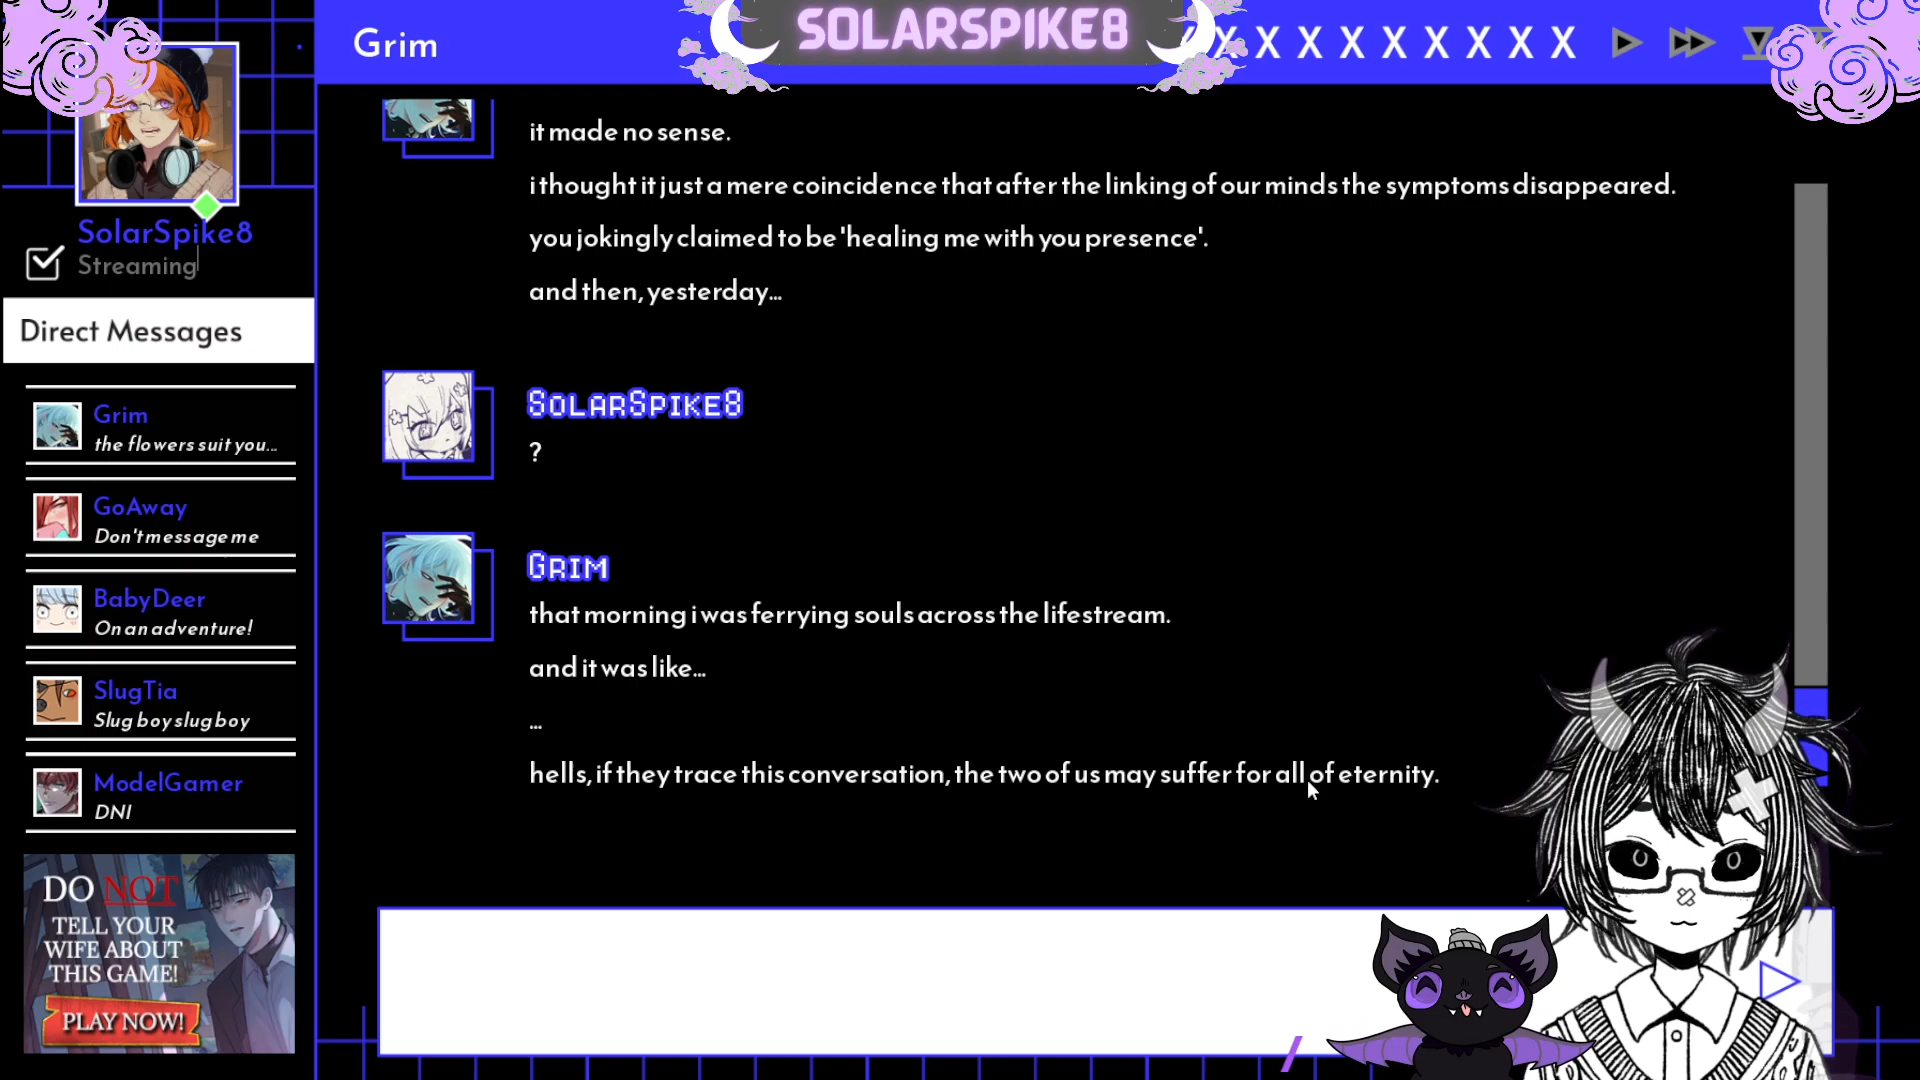 SOLARSPIKE8
Grim
X X X X X X X X X
SolarSpike8
Streaming
Direct Messages
Grim
the flowers suit you...
GoAway
Don't message me
BabyDeer
On an adventure!
SlugTia
Slug boy slug boy
ModelGamer
DNI
DO NOT
TELL YOUR
WIFE ABOUT
THIS GAME!
PLAY NOW!
it made no sense.
i thought it just a mere coincidence that after the linking of our minds the symptoms disappeared.
you jokingly claimed to be 'healing me with you presence'.
and then, yesterday...
SolarSpike8
?
Grim
that morning i was ferrying souls across the lifestream.
and it was like...
...
hells, if they trace this conversation, the two of us may suffer for all of eternity.